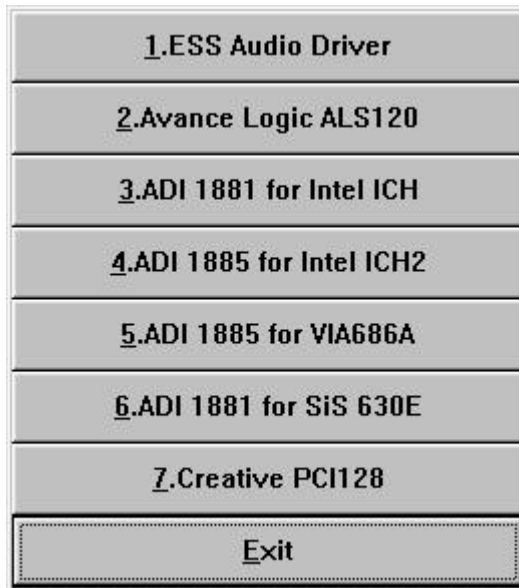 1.ESS Audio Driver
2.Avance Logic ALS120
3.ADI 1881 for Intel ICH
4.ADI 1885 for Intel ICH2
5.ADI 1885 for VIA686A
6.ADI 1881 for SiS 630E
7.Creative PCI128
Exit